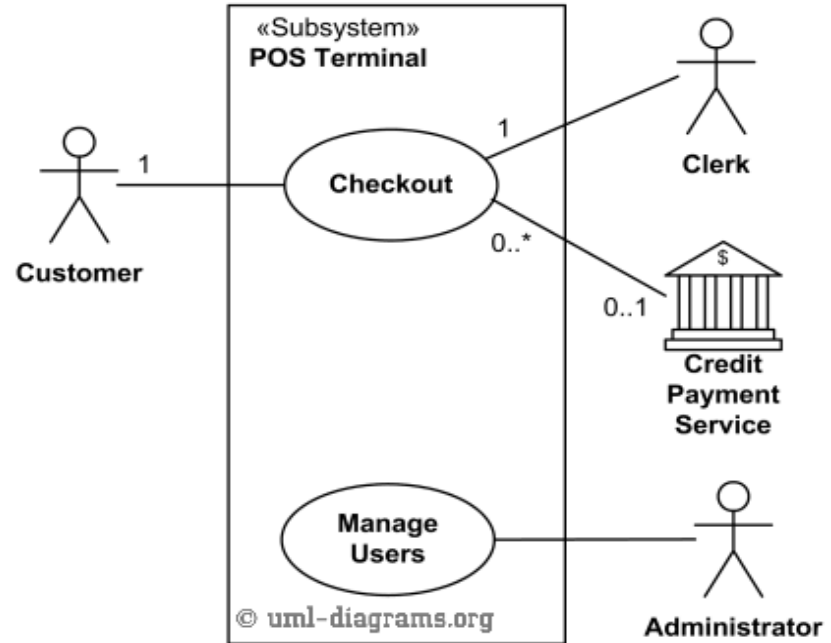 «Subsystem»
POS Terminal
1
Clerk
1
Checkout
Customer
0..*
$
0..1
Credit
Payment
Service
Manage
Users
© uml-diagrams.org
Administrator